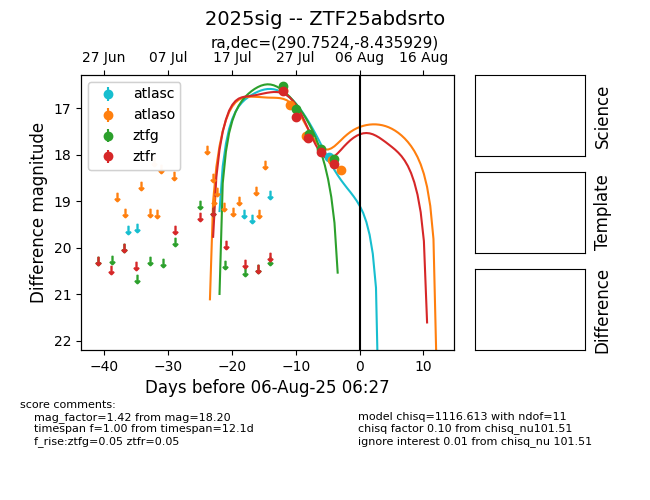 2025sig -- ZTF25abdsrto
ra,dec=(290.7524,-8.435929)
27 Jun 07 Jul 17 Jul 27 Jul 06 Aug 16 Aug
atlasc
atlaso
ztfg
ztfr
17
18
19
20
21
22
Difference magnitude
−40 −30 −20 −10 0 10
Days before 06-Aug-25 06:27
Science
Template
Difference
score comments:
mag_factor=1.42 from mag=18.20
timespan f=1.00 from timespan=12.1d
f_rise:ztfg=0.05 ztfr=0.05
model chisq=1116.613 with ndof=11
chisq factor 0.10 from chisq_nu101.51
ignore interest 0.01 from chisq_nu 101.51